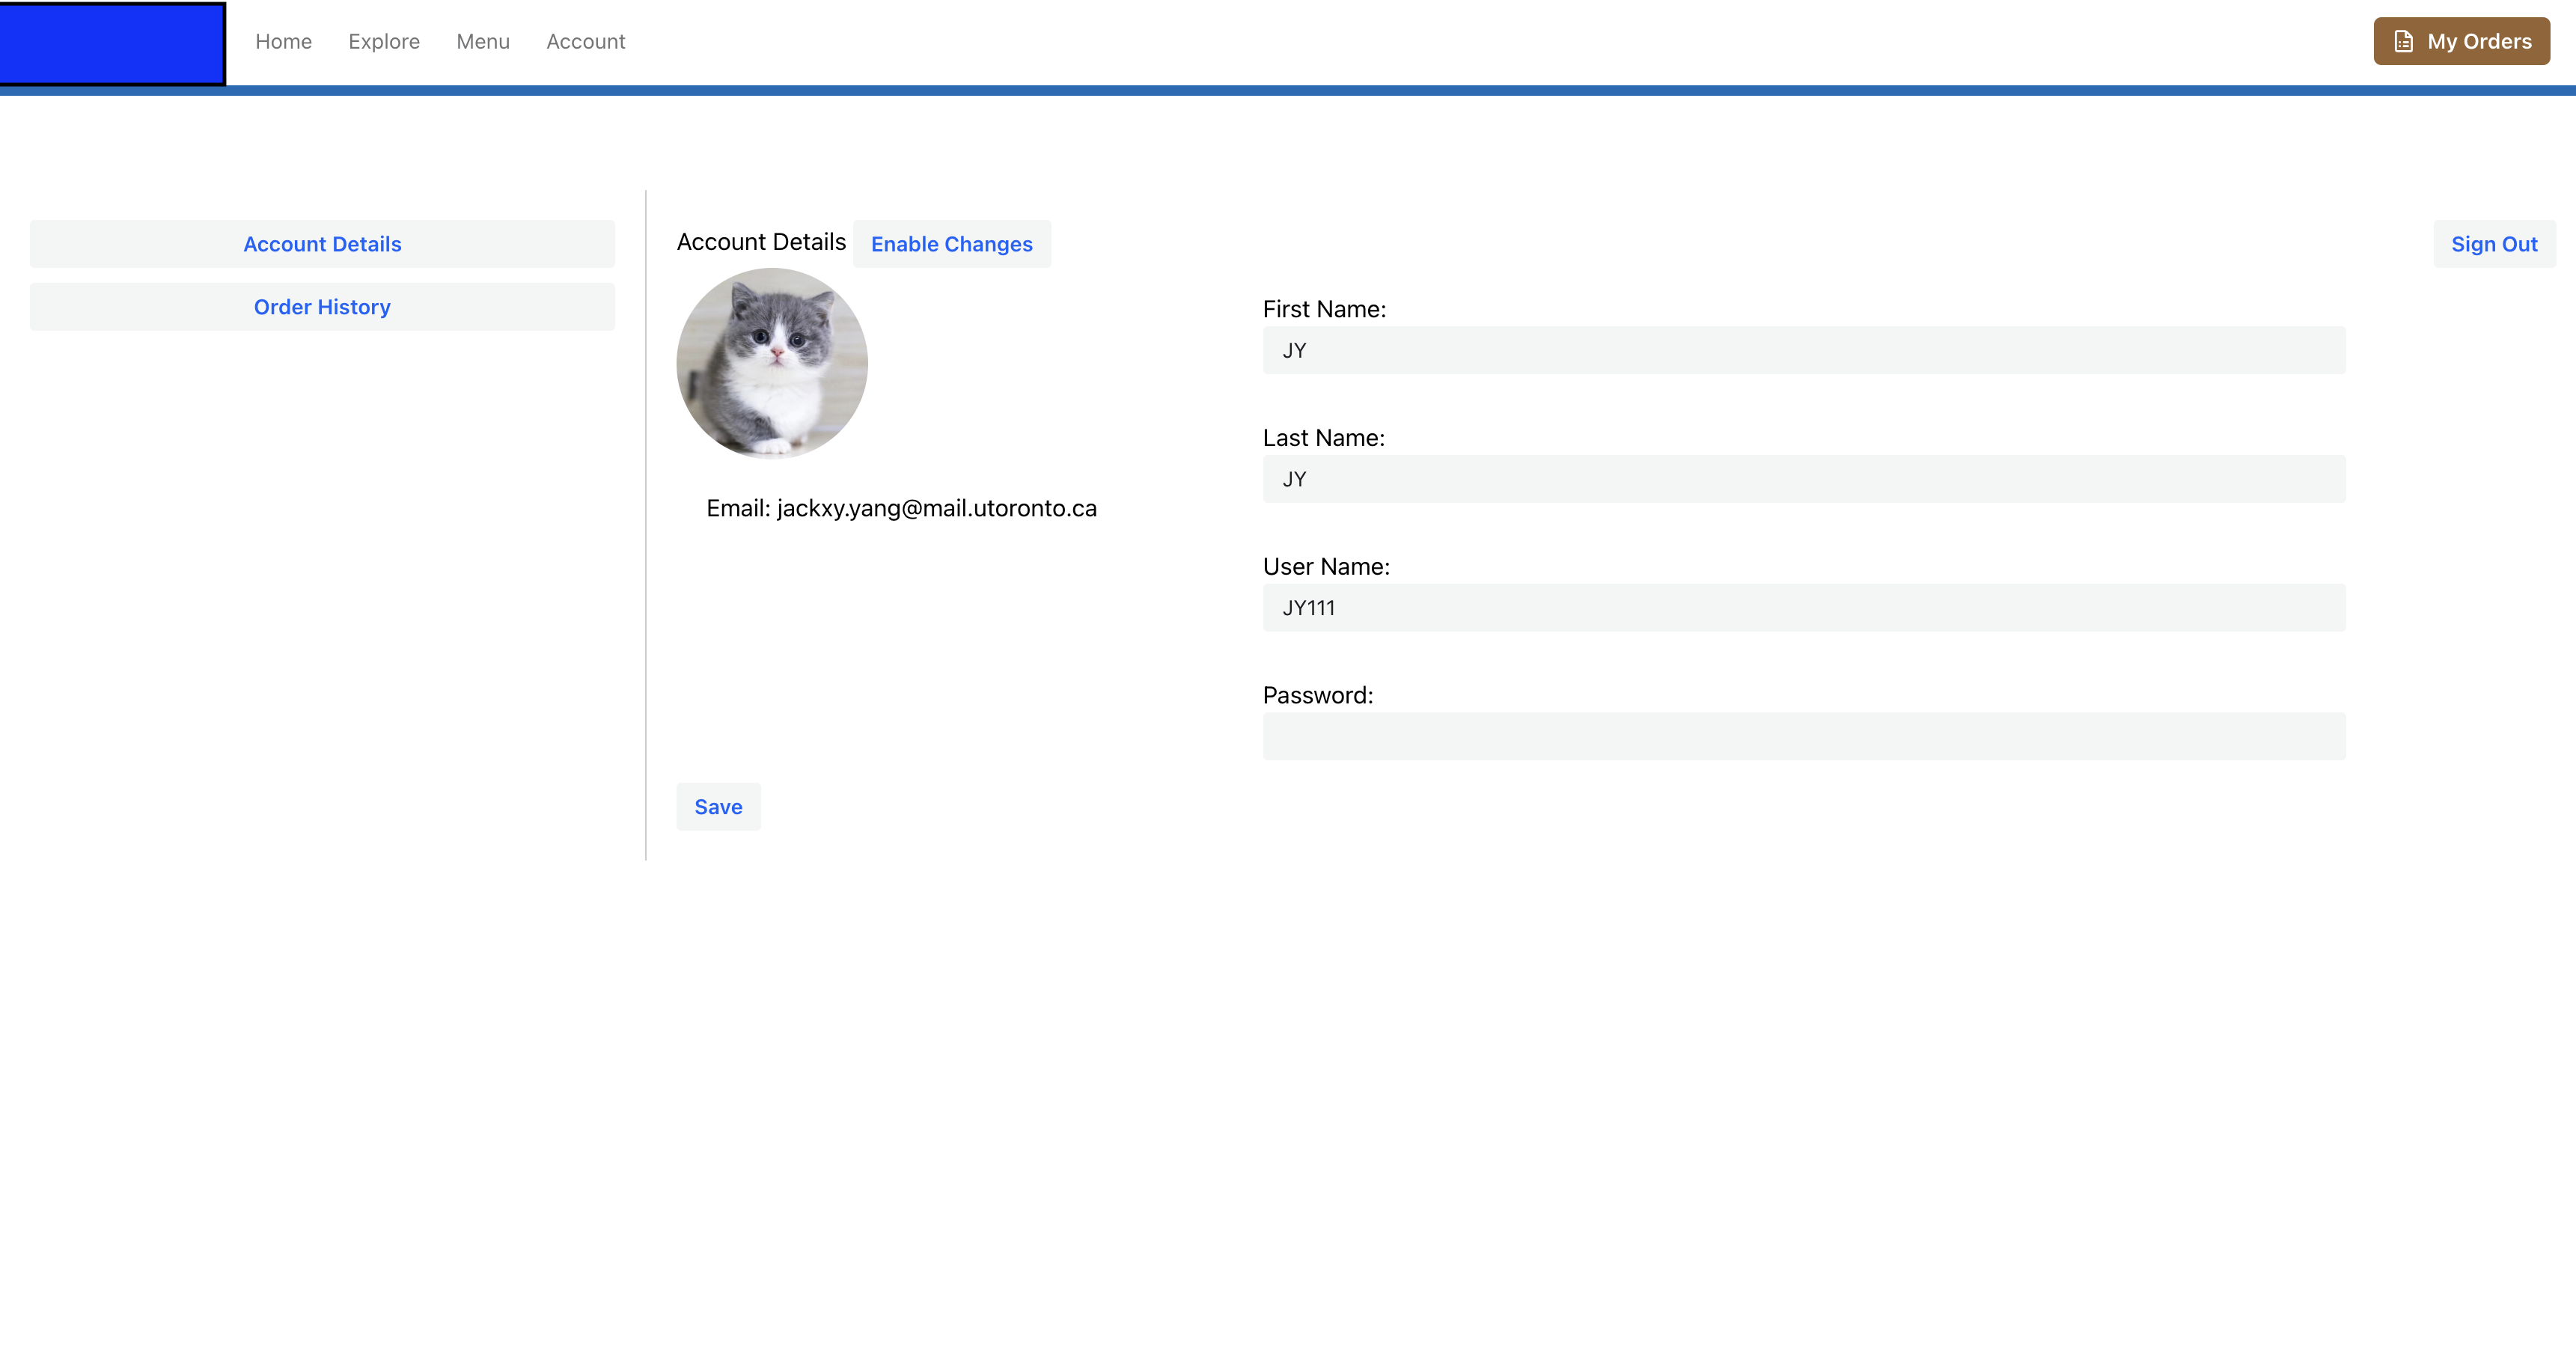 Home Explore Menu Account My Orders
Account Details
Order History
Account Details Enable Changes Sign Out
Email: jackxy.yang@mail.utoronto.ca
First Name:
JY
Last Name:
JY
User Name:
JY111
Password:
Save